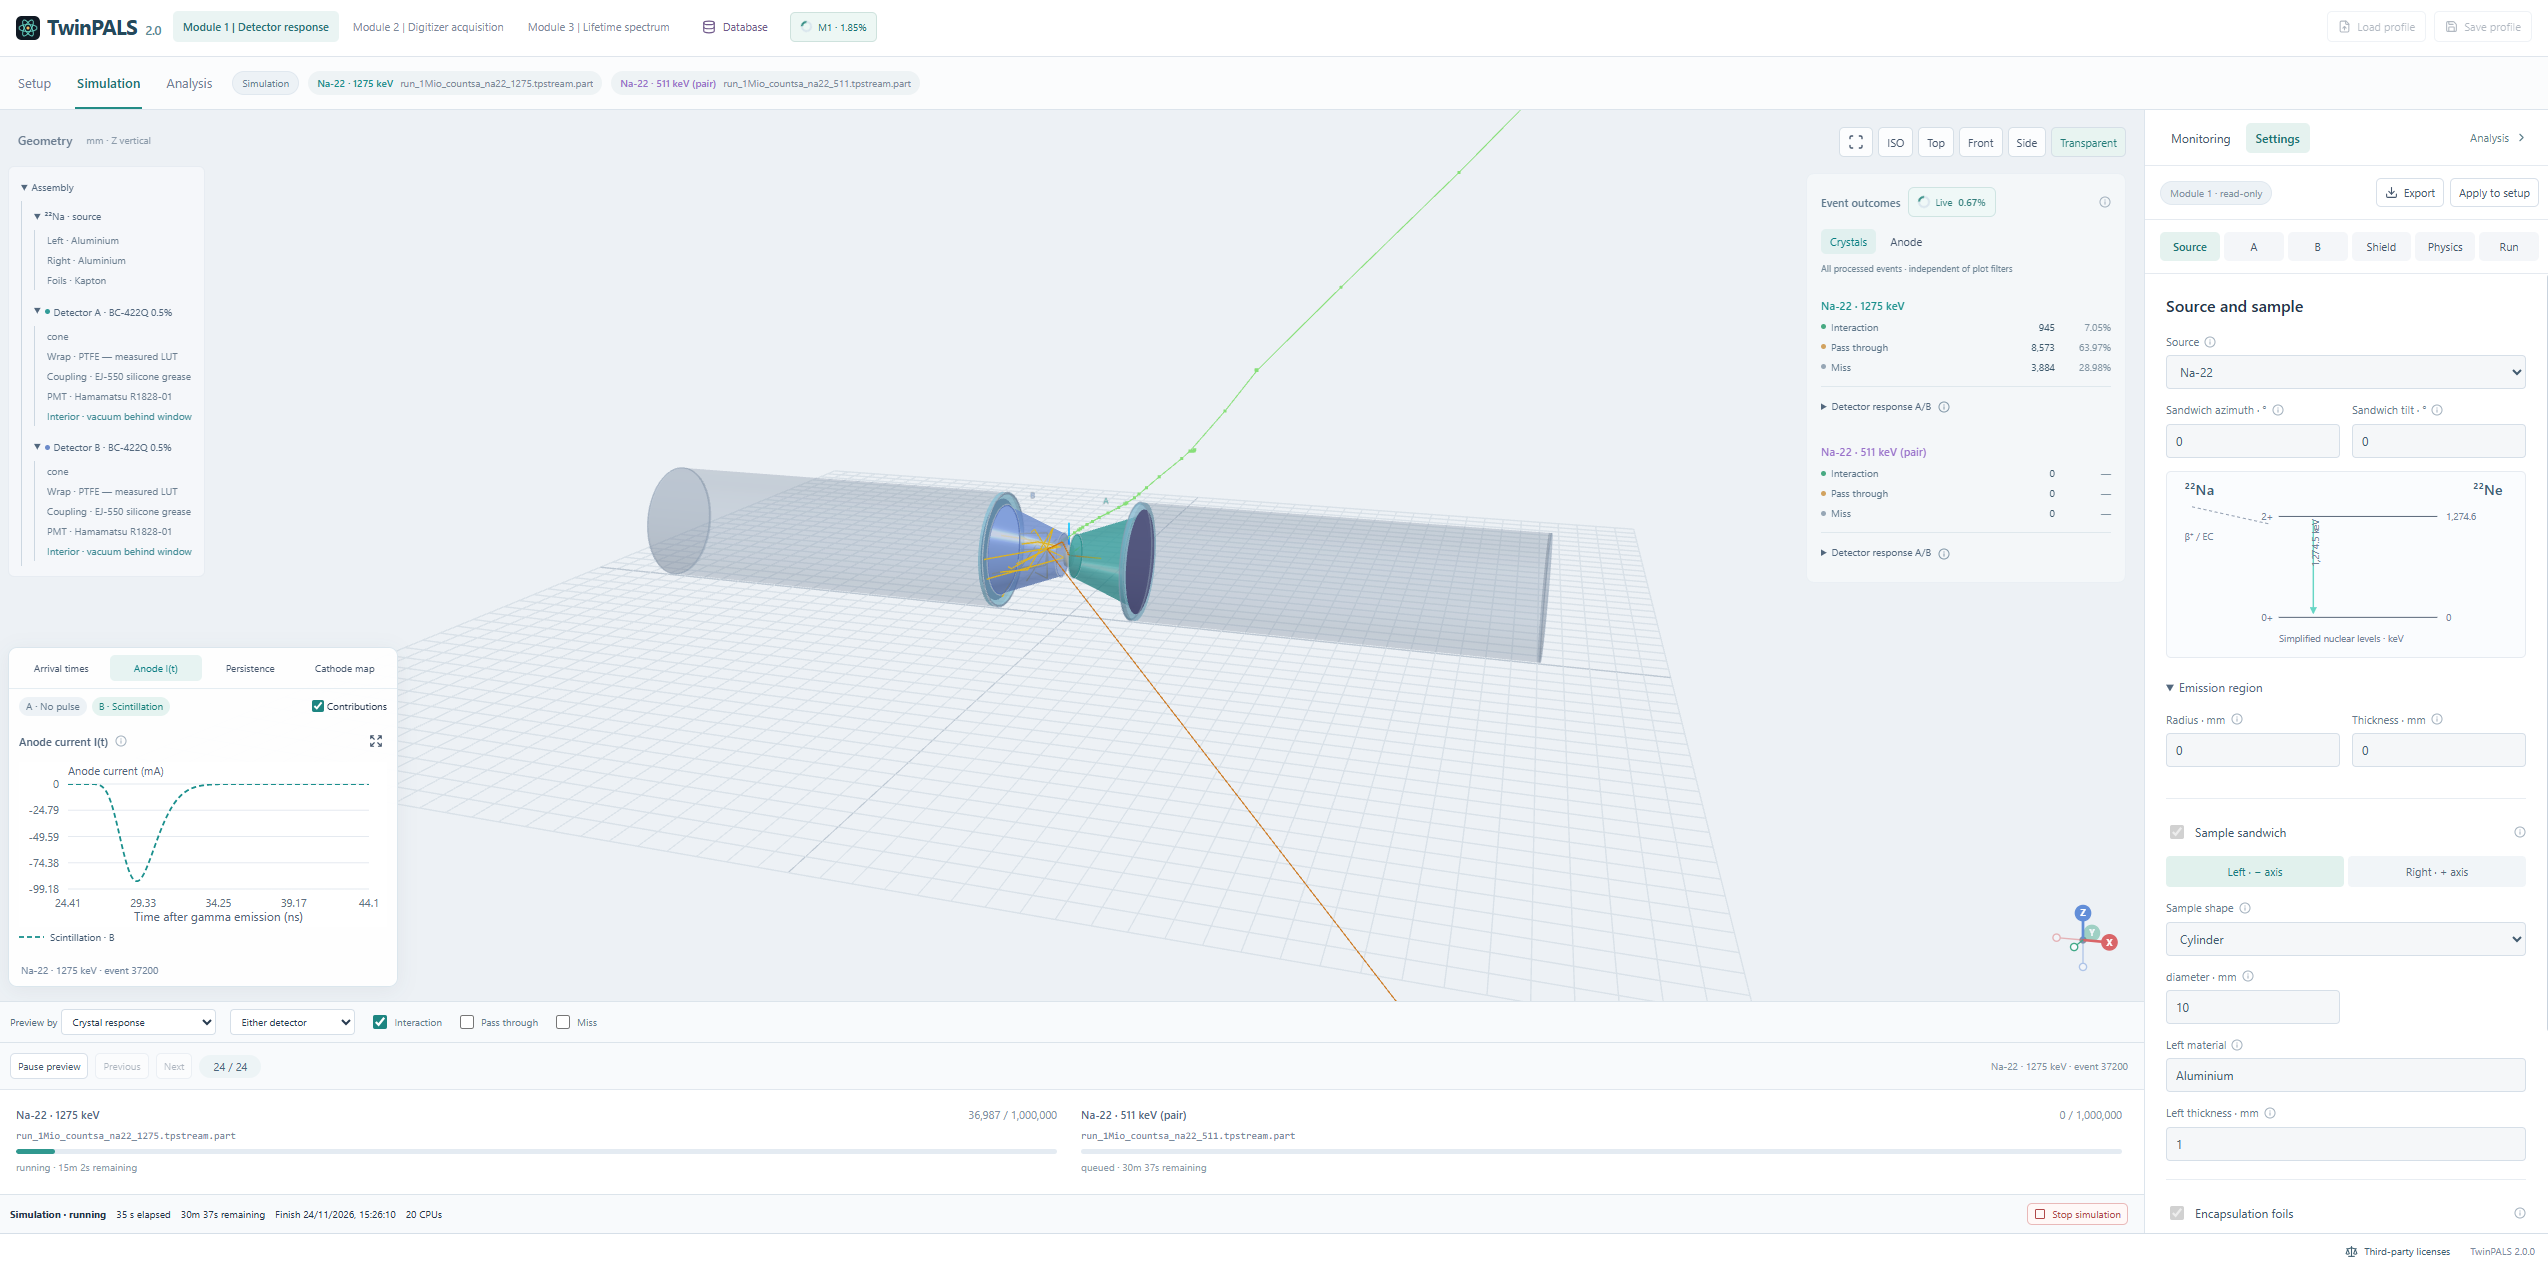 TwinPALS 2.0
Module 1 | Detector response
Module 2 | Digitizer acquisition
Module 3 | Lifetime spectrum
Database
M1 · 1.85%
Load profile
Save profile
Setup
Simulation
Analysis
Simulation
Na-22 · 1275 keV run_1Mio_countsa_na22_1275.tpstream.part
Na-22 · 511 keV (pair) run_1Mio_countsa_na22_511.tpstream.part
Geometry mm · Z vertical
Assembly
²²Na · source
Left · Aluminium
Right · Aluminium
Foils · Kapton
Detector A · BC-422Q 0.5%
cone
Wrap · PTFE — measured LUT
Coupling · EJ-550 silicone grease
PMT · Hamamatsu R1828-01
Interior · vacuum behind window
Detector B · BC-422Q 0.5%
cone
Wrap · PTFE — measured LUT
Coupling · EJ-550 silicone grease
PMT · Hamamatsu R1828-01
Interior · vacuum behind window
B
A
ISO
Top
Front
Side
Transparent
Event outcomes
Live 0.67%
Crystals
Anode
All processed events · independent of plot filters
Na-22 · 1275 keV
Interaction 945 7.05%
Pass through 8,573 63.97%
Miss 3,884 28.98%
Detector response A/B
Na-22 · 511 keV (pair)
Interaction 0 —
Pass through 0 —
Miss 0 —
Detector response A/B
Z
Y
X
Arrival times
Anode I(t)
Persistence
Cathode map
A · No pulse
B · Scintillation
Contributions
Anode current I(t)
Anode current (mA)
0
-24.79
-49.59
-74.38
-99.18
24.41 29.33 34.25 39.17 44.1
Time after gamma emission (ns)
Scintillation · B
Na-22 · 1275 keV · event 37200
Preview by
Crystal response
Either detector
Interaction
Pass through
Miss
Pause preview
Previous
Next
24 / 24
Na-22 · 1275 keV · event 37200
Na-22 · 1275 keV 36,987 / 1,000,000
run_1Mio_countsa_na22_1275.tpstream.part
running · 15m 2s remaining
Na-22 · 511 keV (pair) 0 / 1,000,000
run_1Mio_countsa_na22_511.tpstream.part
queued · 30m 37s remaining
Simulation · running 35 s elapsed 30m 37s remaining Finish 24/11/2026, 15:26:10 20 CPUs
Stop simulation
Monitoring
Settings
Analysis
Module 1 · read-only
Export
Apply to setup
Source
A
B
Shield
Physics
Run
Source and sample
Source
Na-22
Sandwich azimuth · °
Sandwich tilt · °
0
0
²²Na
²²Ne
2+
1,274.6
β⁺ / EC
1,274.5 keV
0+
0
Simplified nuclear levels · keV
Emission region
Radius · mm
Thickness · mm
0
0
Sample sandwich
Left · − axis
Right · + axis
Sample shape
Cylinder
diameter · mm
10
Left material
Aluminium
Left thickness · mm
1
Encapsulation foils
Third-party licenses
TwinPALS 2.0.0